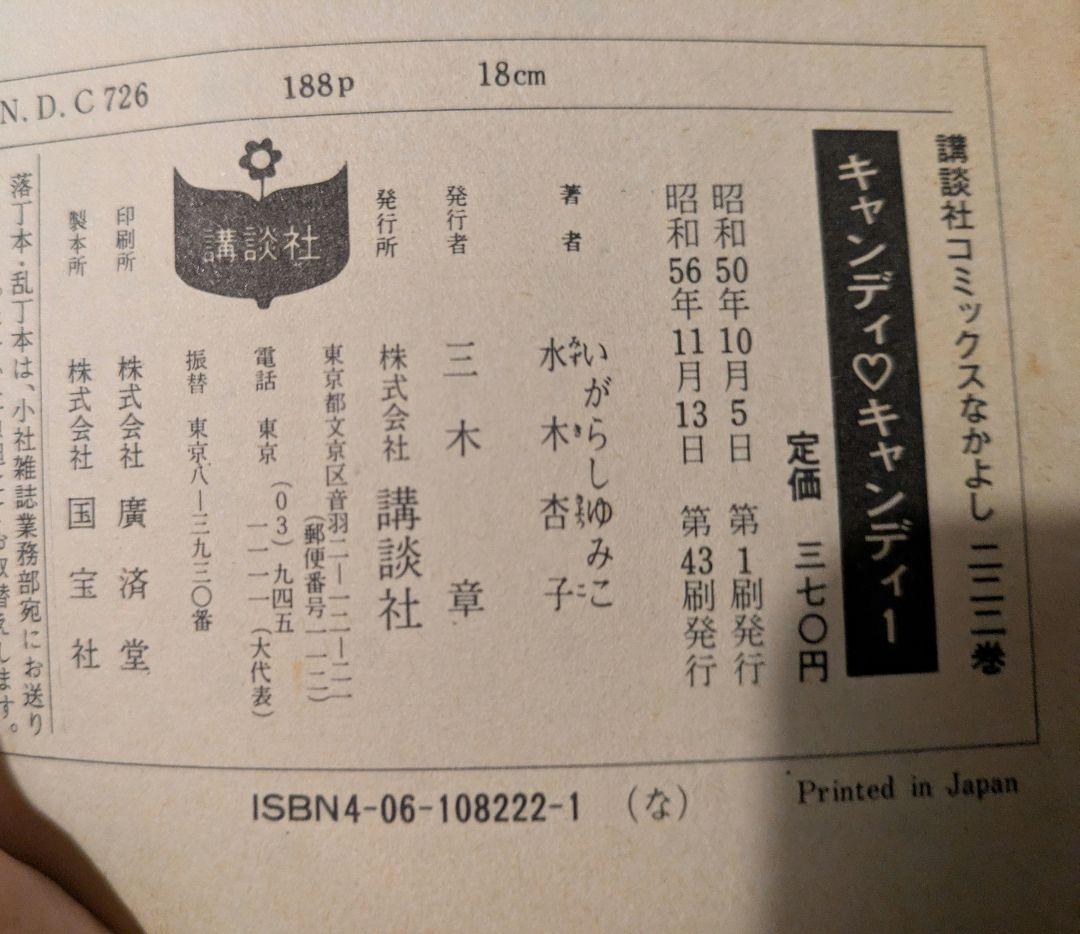 N.D.C 726 188p 18cm
講談社コミックスなかよし 二二二巻
キャンディ♡キャンディ 1
定価 三七〇円
昭和50年10月5日 第1刷発行
昭和56年11月13日 第43刷発行
著者 いがらしゆみこ
水木杏子
みずききょうこ
発行者 三木 章
発行所 株式会社 講談社
東京都文京区音羽二―一二―二一
(郵便番号一一二)
電話 東京 (03)九四五
一一一一(大代表)
振替 東京八―三九三〇番
講談社
印刷所 株式会社 廣済堂
製本所 株式会社 国宝社
落丁本・乱丁本は、小社雑誌業務部宛にお送り
ISBN4-06-108222-1 (な)
Printed in Japan